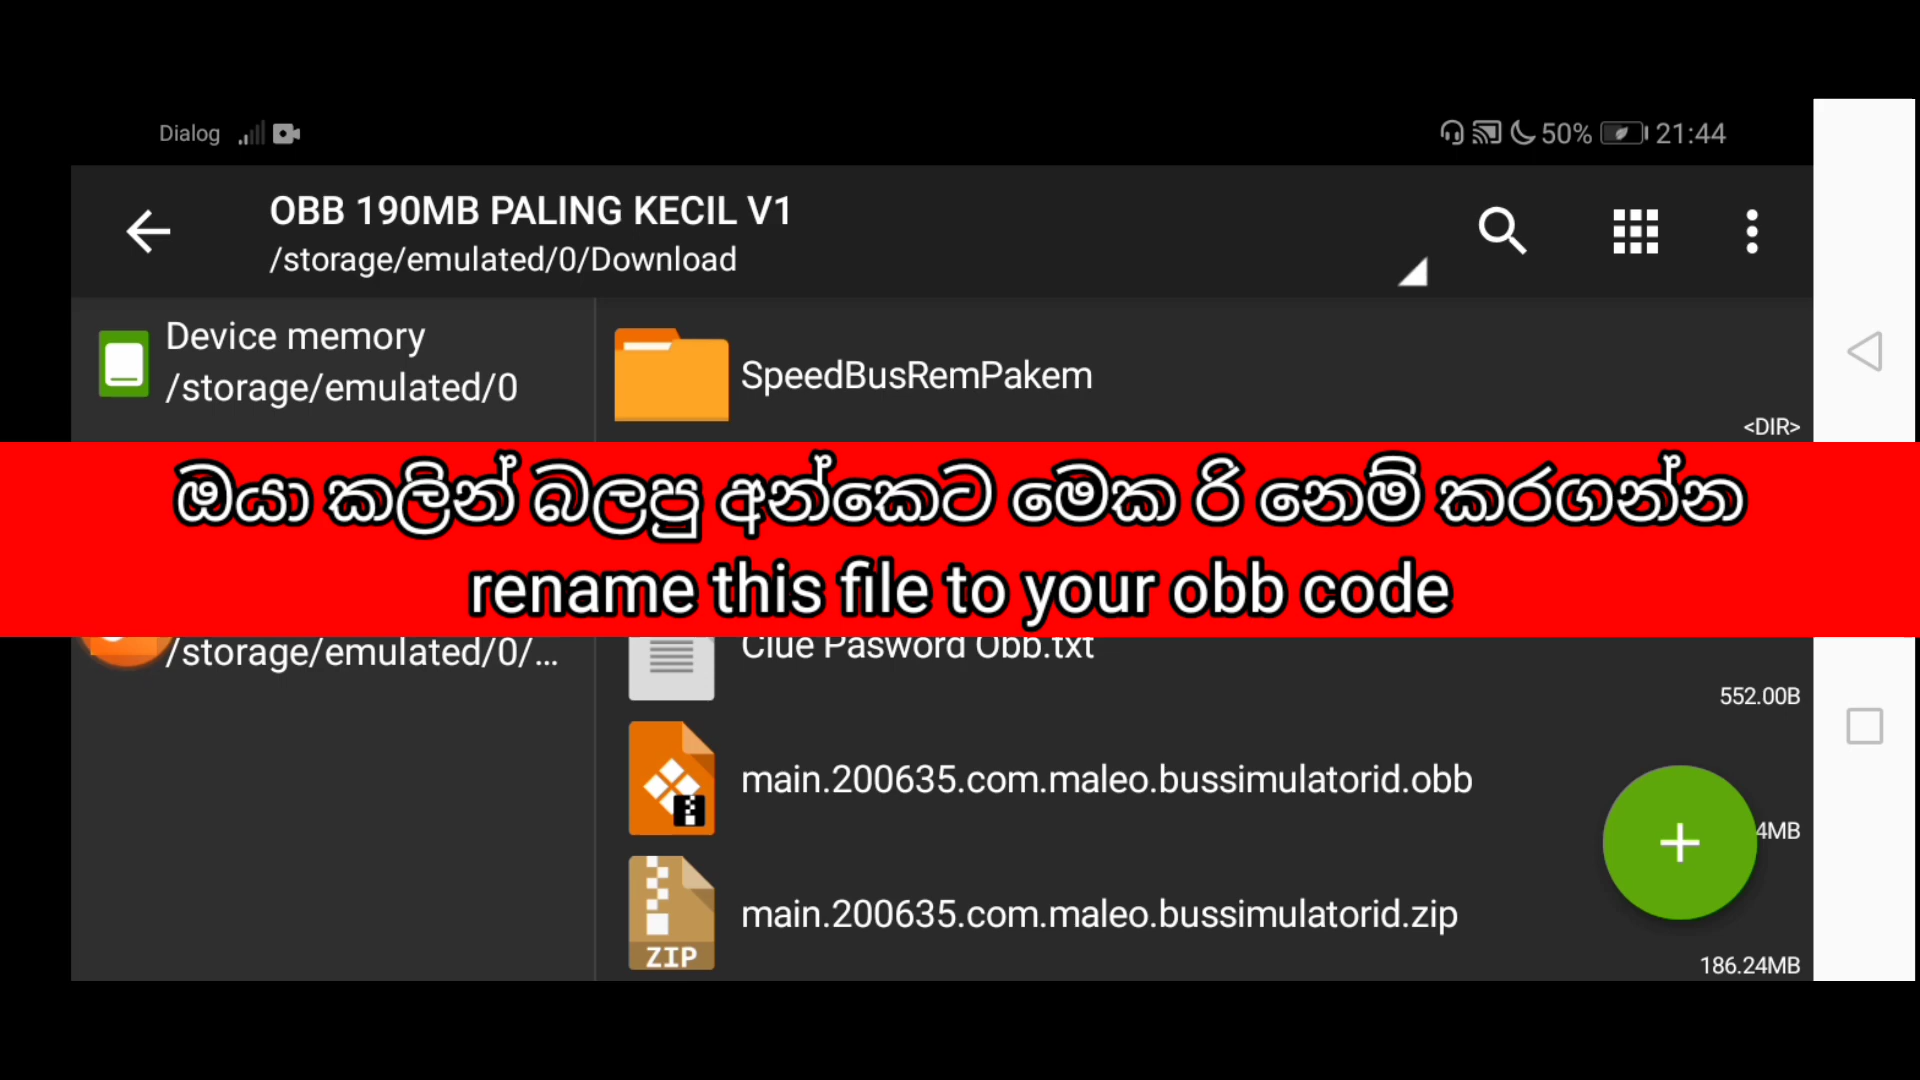 Dialog
50% 21:44
OBB 190MB PALING KECIL V1
/storage/emulated/0/Download
Device memory
/storage/emulated/0
SpeedBusRemPakem
<DIR>
ඔයා කලින් බලපු අන්කෙට මෙක රි නෙම් කරගන්න
rename this file to your obb code
/storage/emulated/0/...
Clue Pasword Obb.txt
552.00B
main.200635.com.maleo.bussimulatorid.obb
4MB
main.200635.com.maleo.bussimulatorid.zip
ZIP
186.24MB